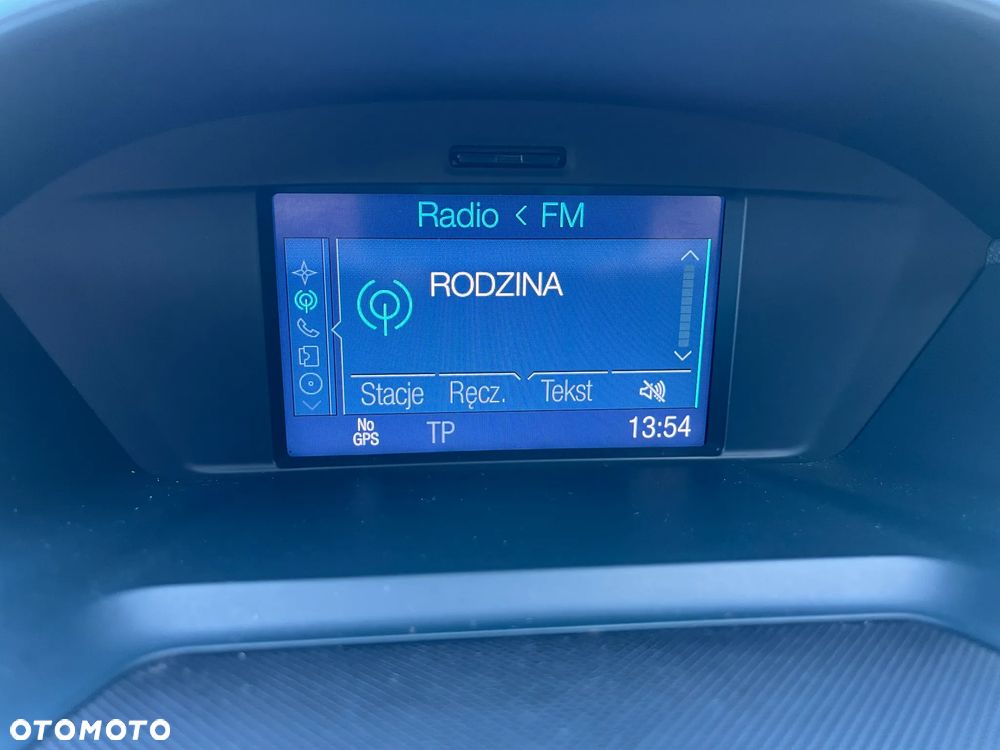 Radio < FM
RODZINA
Stacje Ręcz. Tekst
No GPS TP 13:54
OTOMOTO